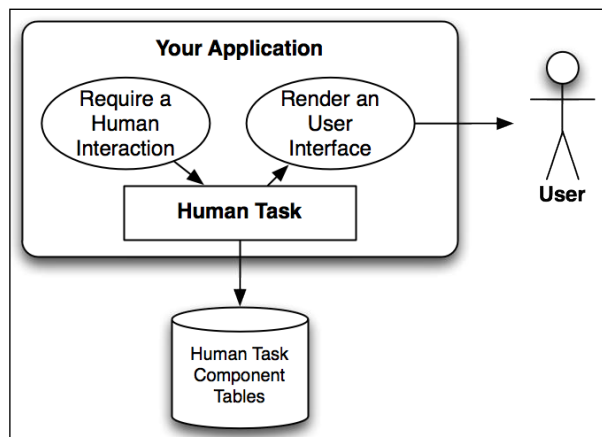 Your Application
Require a
Human
Interaction
Render an
User
Interface
Human Task
User
Human Task
Component
Tables